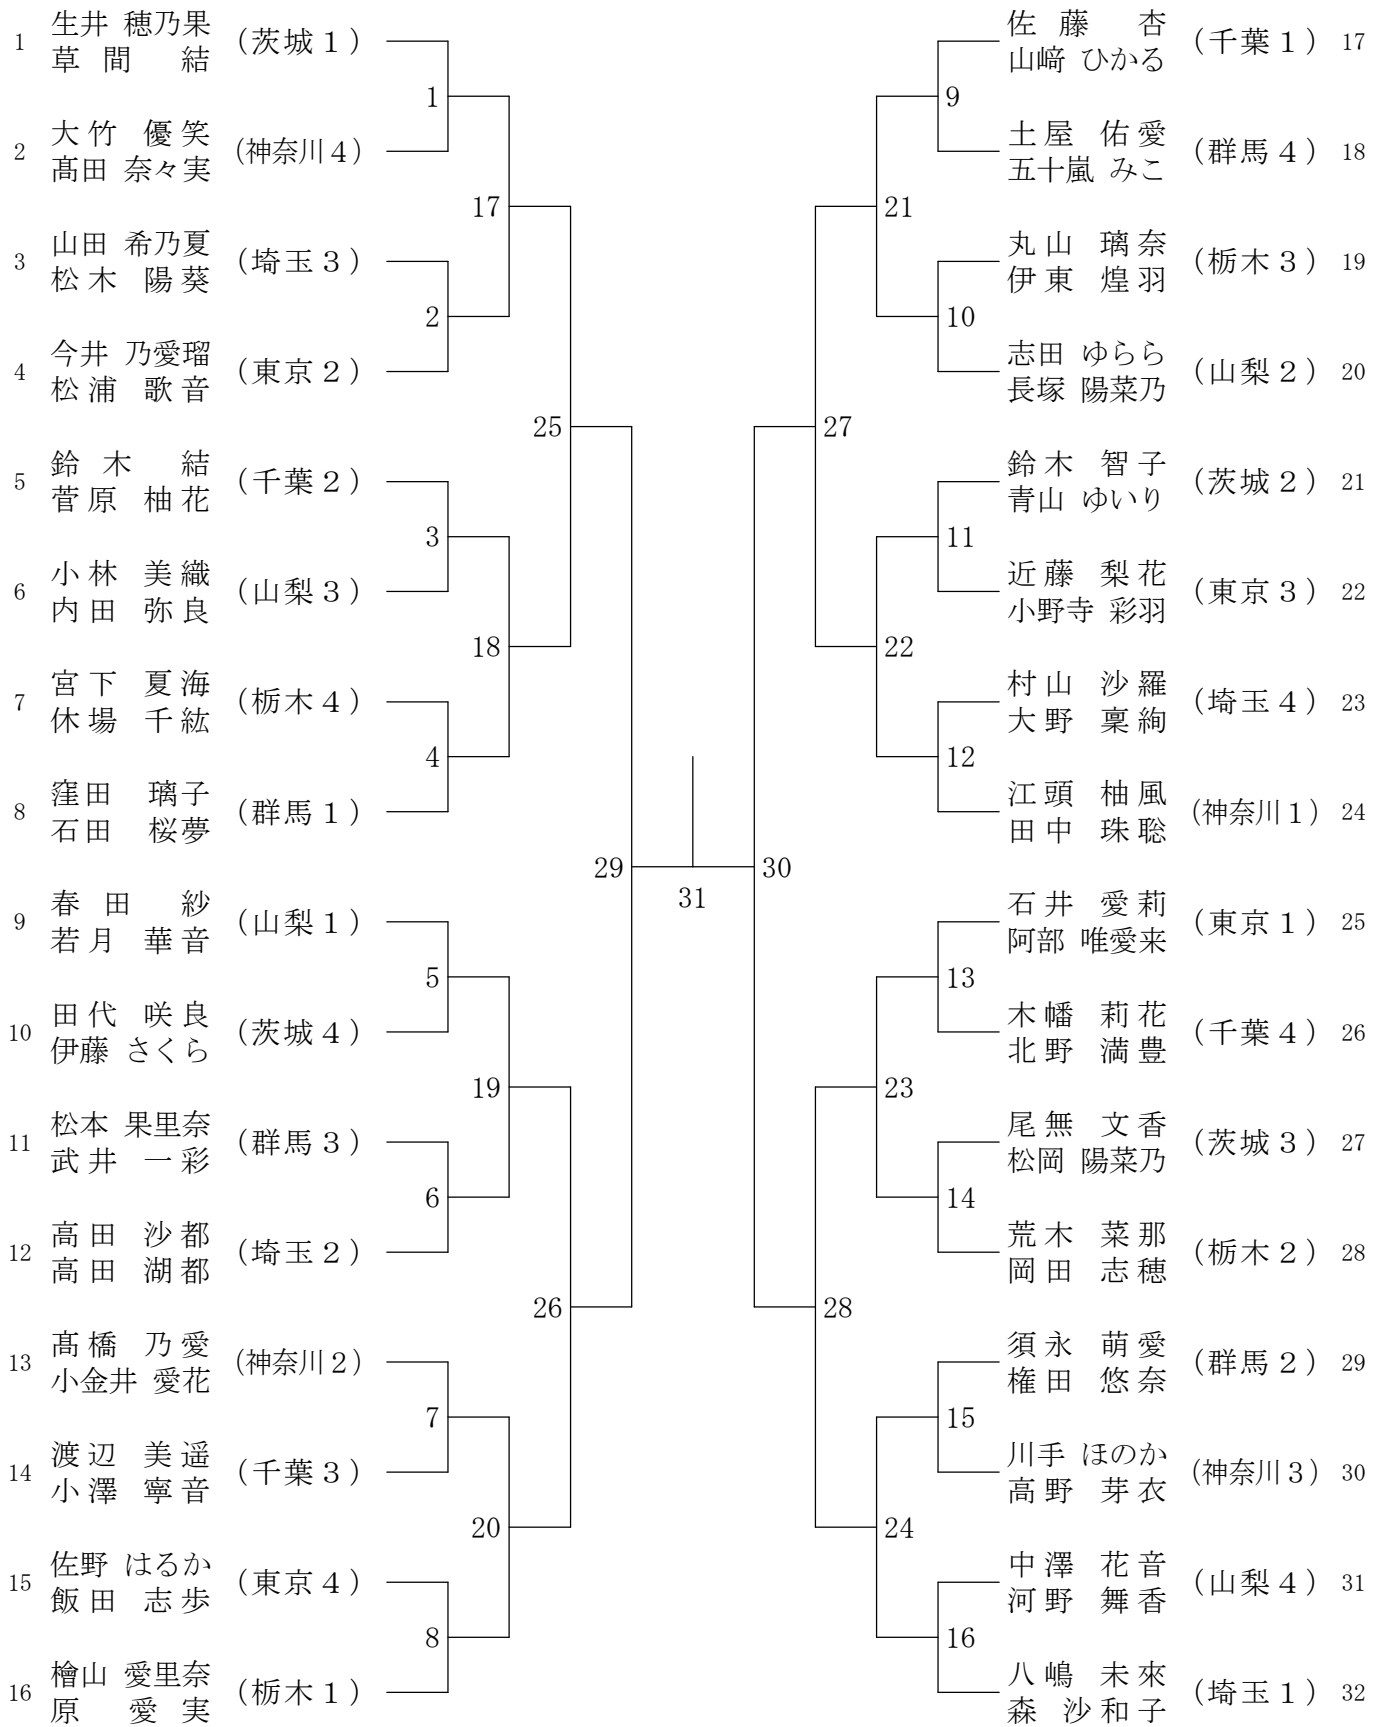 1 生井 穂乃果 (茨城１)
草間 結
2 大竹 優笑 (神奈川４)
髙田 奈々実
3 山田 希乃夏 (埼玉３)
松木 陽葵
4 今井 乃愛瑠 (東京２)
松浦 歌音
5 鈴木 結 (千葉２)
菅原 柚花
6 小林 美織 (山梨３)
内田 弥良
7 宮下 夏海 (栃木４)
休場 千紘
8 窪田 璃子 (群馬１)
石田 桜夢
9 春田 紗 (山梨１)
若月 華音
10 田代 咲良 (茨城４)
伊藤 さくら
11 松本 果里奈 (群馬３)
武井 一彩
12 高田 沙都 (埼玉２)
高田 湖都
13 髙橋 乃愛 (神奈川２)
小金井 愛花
14 渡辺 美遥 (千葉３)
小澤 寧音
15 佐野 はるか (東京４)
飯田 志歩
16 檜山 愛里奈 (栃木１)
原 愛実
1
2
3
4
5
6
7
8
17
18
19
20
25
26
29
31
30
27
28
21
22
23
24
9
10
11
12
13
14
15
16
佐藤 杏 (千葉１) 17
山﨑 ひかる
土屋 佑愛 (群馬４) 18
五十嵐 みこ
丸山 璃奈 (栃木３) 19
伊東 煌羽
志田 ゆらら (山梨２) 20
長塚 陽菜乃
鈴木 智子 (茨城２) 21
青山 ゆいり
近藤 梨花 (東京３) 22
小野寺 彩羽
村山 沙羅 (埼玉４) 23
大野 稟絢
江頭 柚風 (神奈川１) 24
田中 珠聡
石井 愛莉 (東京１) 25
阿部 唯愛来
木幡 莉花 (千葉４) 26
北野 満豊
尾無 文香 (茨城３) 27
松岡 陽菜乃
荒木 菜那 (栃木２) 28
岡田 志穂
須永 萌愛 (群馬２) 29
権田 悠奈
川手 ほのか (神奈川３) 30
高野 芽衣
中澤 花音 (山梨４) 31
河野 舞香
八嶋 未來 (埼玉１) 32
森 沙和子